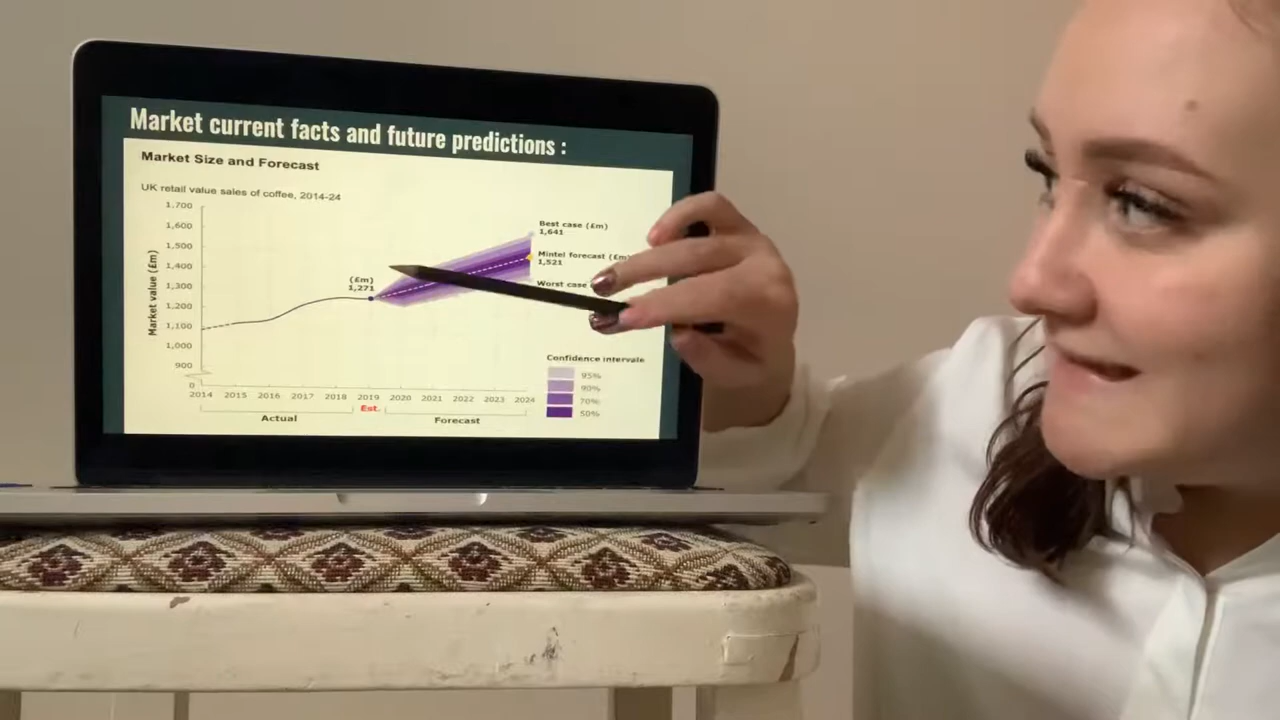 Market current facts and future predictions :
Market Size and Forecast
UK retail value sales of coffee, 2014-24
1.700
1,600
1,500
1,400
1,300
1,200
1,100
1,000
900
0
Market value (£m)
(£m)
1,271
Best case (£m)
1,641
Mintel forecast (£m)
1,521
Worst case
Confidence intervals
95%
90%
70%
50%
2014 2015 2016 2017 2018 2019 2020 2021 2022 2023 2024
Est.
Actual
Forecast